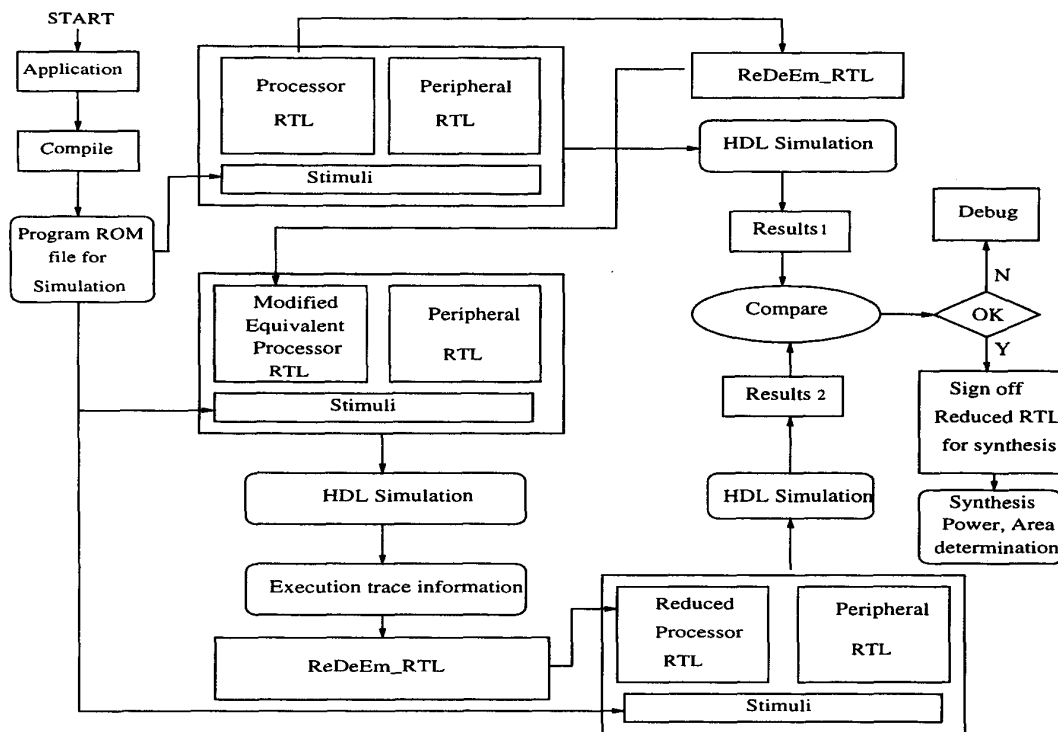 START
Application
Compile
Program ROM
file for
Simulation
Processor
RTL
Peripheral
RTL
Stimuli
ReDeEm_RTL
HDL Simulation
Results 1
Compare
Debug
N
OK
Y
Sign off
Reduced RTL
for synthesis
Synthesis
Power, Area
determination
Modified
Equivalent
Processor
RTL
Peripheral
RTL
Stimuli
HDL Simulation
Execution trace information
ReDeEm_RTL
Results 2
HDL Simulation
Reduced
Processor
RTL
Peripheral
RTL
Stimuli